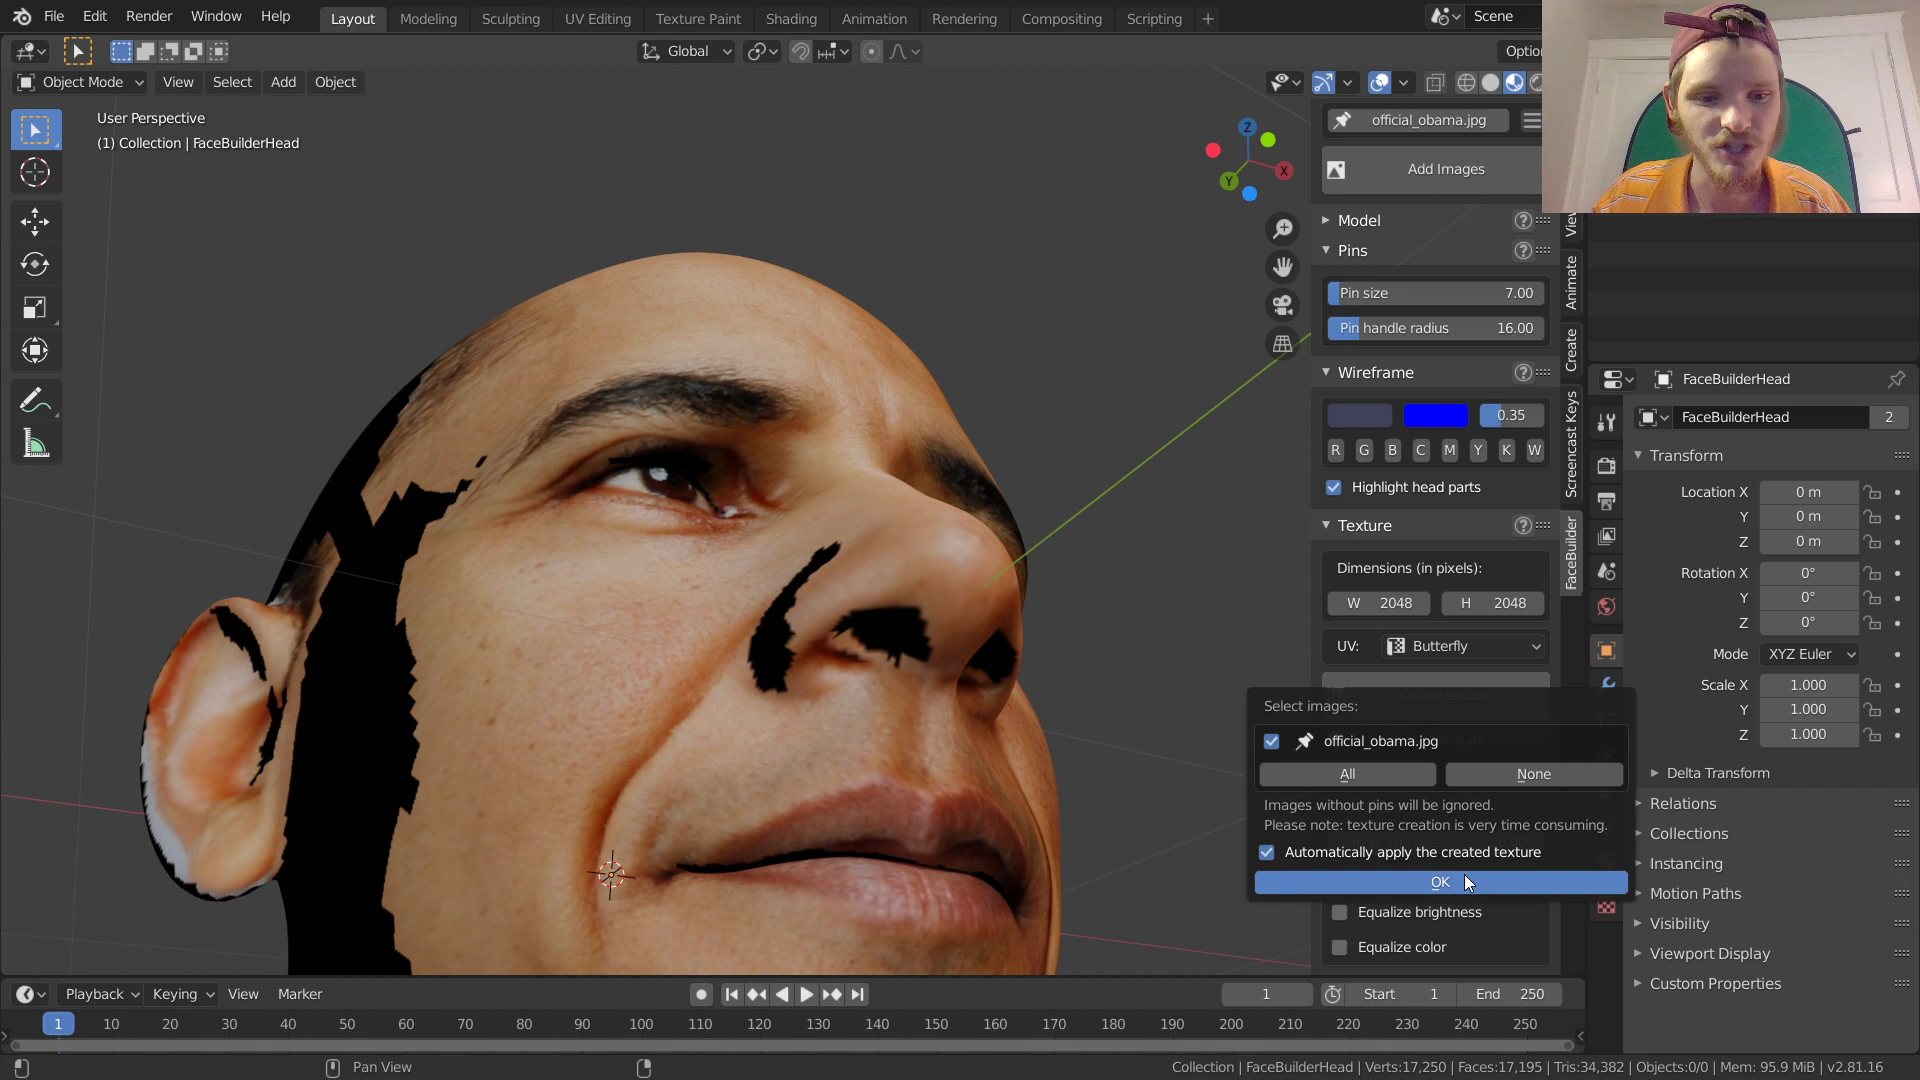 File Edit Render Window Help Layout Modeling Sculpting UV Editing Texture Paint Shading Animation Rendering Compositing Scripting + Scene
Global
Object Mode View Select Add Object
User Perspective
(1) Collection | FaceBuilderHead
Z
X
Y
official_obama.jpg
Add Images
Model
Pins
Pin size 7.00
Pin handle radius 16.00
Wireframe
0.35
R G B C M Y K W
Highlight head parts
Texture
Dimensions (in pixels):
W 2048 H 2048
UV: Butterfly
Select images:
official_obama.jpg
All None
Images without pins will be ignored.
Please note: texture creation is very time consuming.
Automatically apply the created texture
OK
Equalize brightness
Equalize color
Animate
Create
Screencast Keys
FaceBuilder
FaceBuilderHead
FaceBuilderHead 2
Transform
Location X 0 m
Y 0 m
Z 0 m
Rotation X 0°
Y 0°
Z 0°
Mode XYZ Euler
Scale X 1.000
Y 1.000
Z 1.000
Delta Transform
Relations
Collections
Instancing
Motion Paths
Visibility
Viewport Display
Custom Properties
Playback Keying View Marker 1 Start 1 End 250
1 10 20 30 40 50 60 70 80 90 100 110 120 130 140 150 160 170 180 190 200 210 220 230 240 250
Pan View Collection | FaceBuilderHead | Verts:17,250 | Faces:17,195 | Tris:34,382 | Objects:0/0 | Mem: 95.9 MiB | v2.81.16